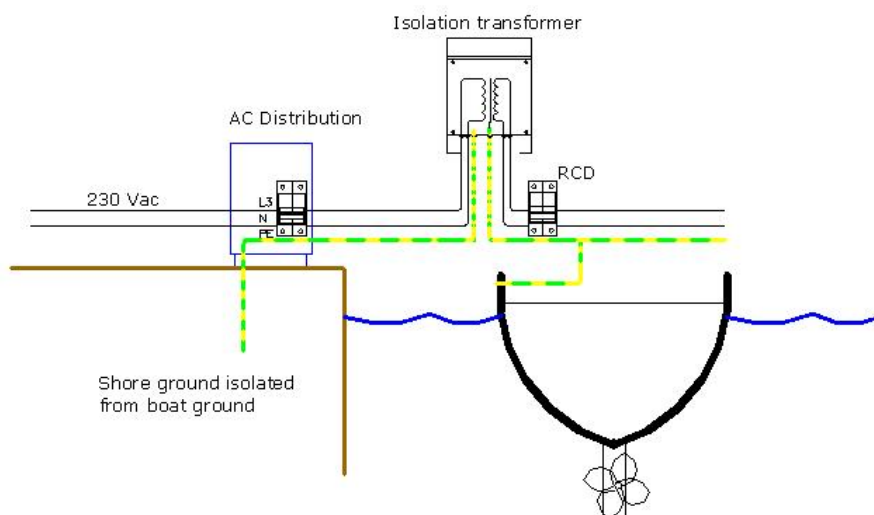 Isolation transformer
AC Distribution
RCD
230 Vac
L3
N
PE
Shore ground isolated
from boat ground